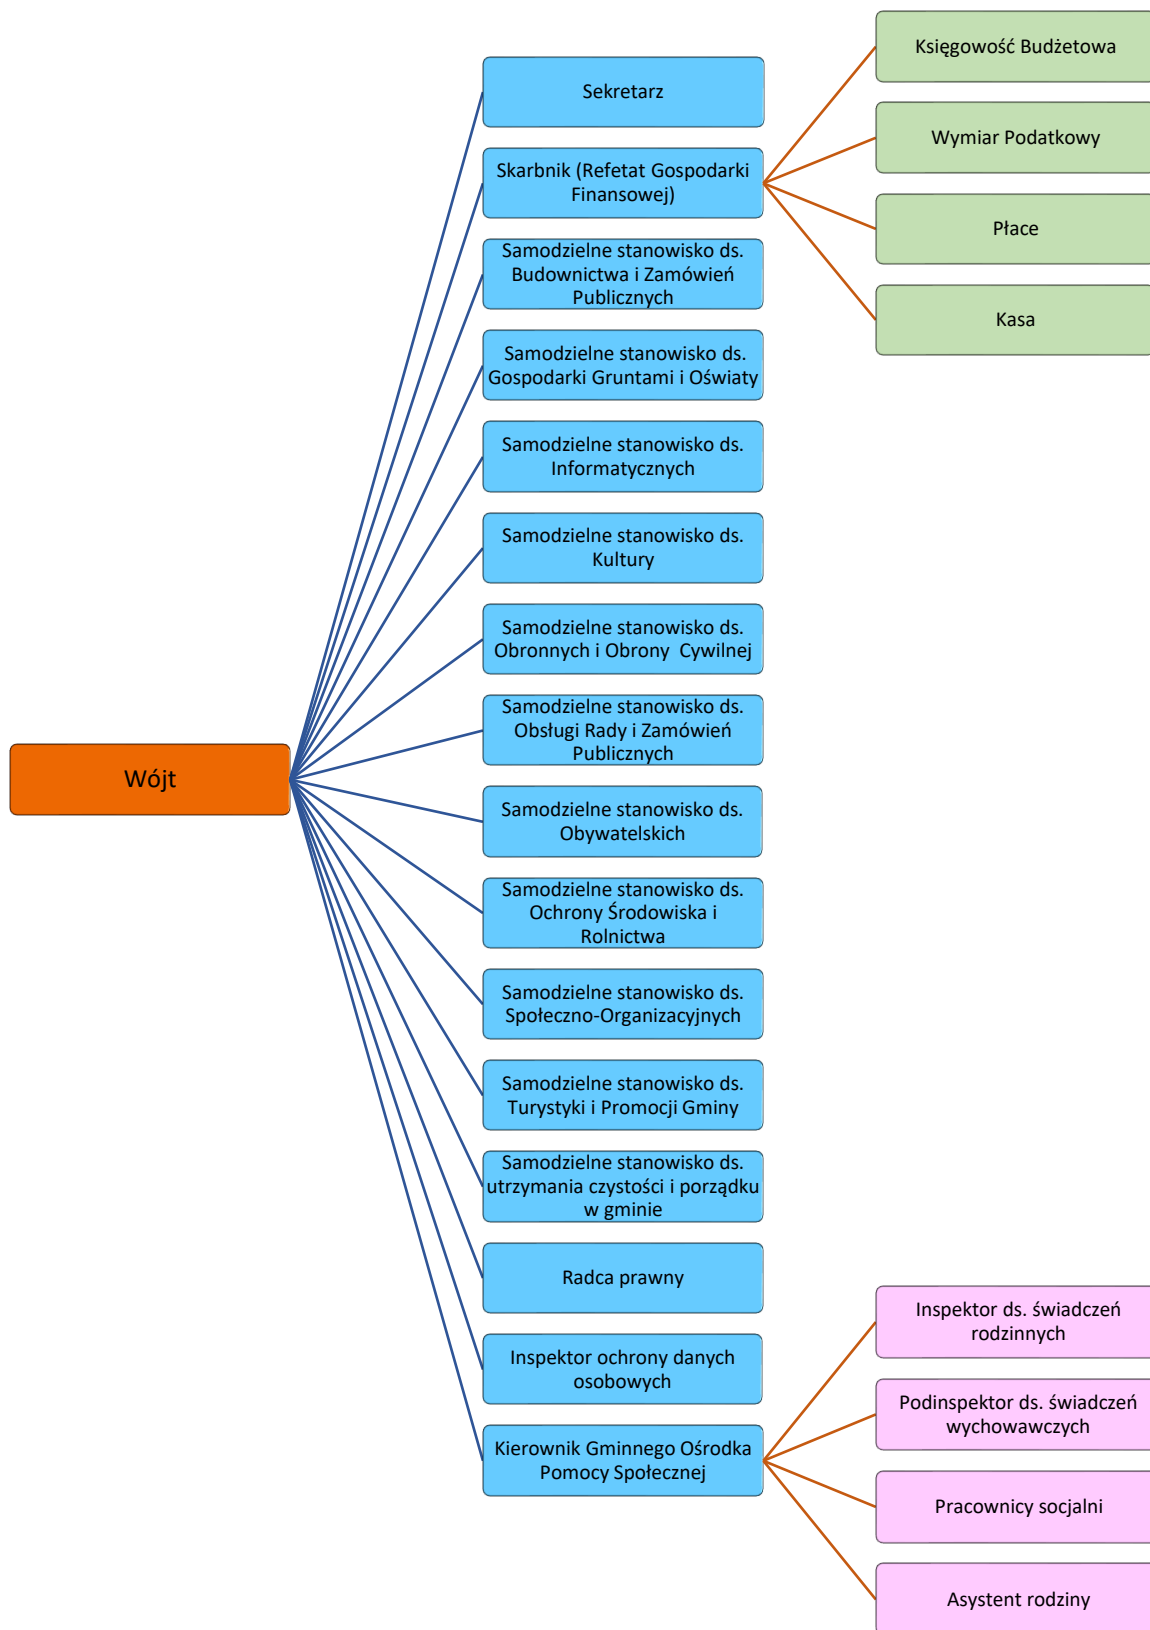 Wójt
Sekretarz
Skarbnik (Refetat Gospodarki
Finansowej)
Księgowość Budżetowa
Wymiar Podatkowy
Płace
Kasa
Samodzielne stanowisko ds.
Budownictwa i Zamówień
Publicznych
Samodzielne stanowisko ds.
Gospodarki Gruntami i Oświaty
Samodzielne stanowisko ds.
Informatycznych
Samodzielne stanowisko ds.
Kultury
Samodzielne stanowisko ds.
Obronnych i Obrony  Cywilnej
Samodzielne stanowisko ds.
Obsługi Rady i Zamówień
Publicznych
Samodzielne stanowisko ds.
Obywatelskich
Samodzielne stanowisko ds.
Ochrony Środowiska i
Rolnictwa
Samodzielne stanowisko ds.
Społeczno-Organizacyjnych
Samodzielne stanowisko ds.
Turystyki i Promocji Gminy
Samodzielne stanowisko ds.
utrzymania czystości i porządku
w gminie
Radca prawny
Inspektor ochrony danych
osobowych
Kierownik Gminnego Ośrodka
Pomocy Społecznej
Inspektor ds. świadczeń
rodzinnych
Podinspektor ds. świadczeń
wychowawczych
Pracownicy socjalni
Asystent rodziny